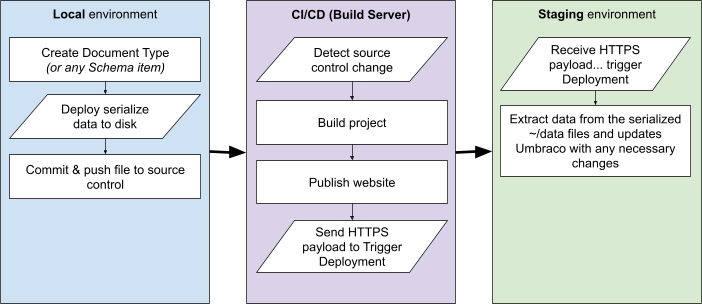 Local environment
Create Document Type
(or any Schema item)
Deploy serialize
data to disk
Commit & push file to source
control
CI/CD (Build Server)
Detect source
control change
Build project
Publish website
Send HTTPS
payload to Trigger
Deployment
Staging environment
Receive HTTPS
payload... trigger
Deployment
Extract data from the serialized
~/data files and updates
Umbraco with any necessary
changes